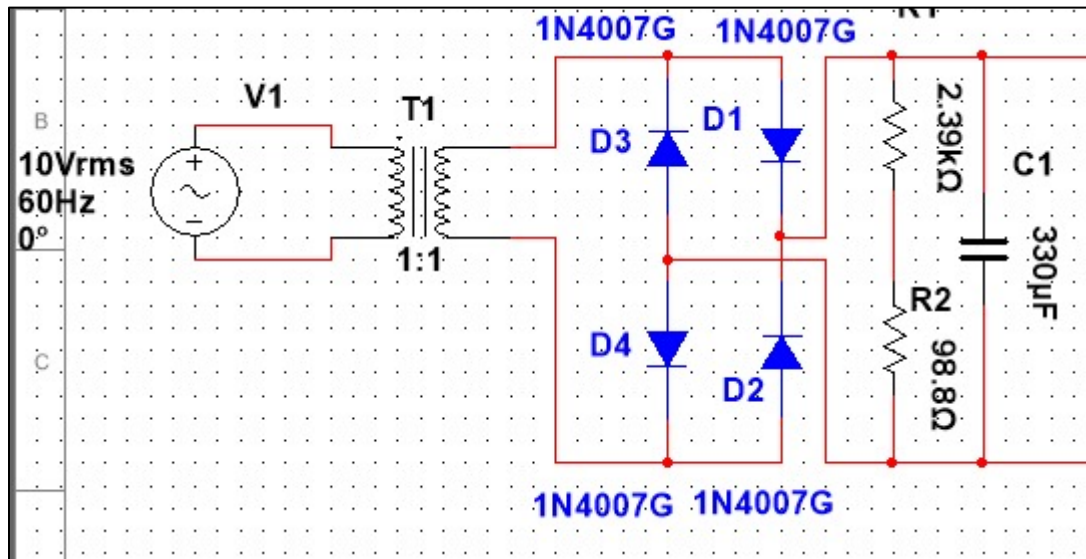 1N4007G 1N4007G
V1
T1
B
D3
D1
2.39kΩ
C1
10Vrms
60Hz
0°
1:1
330µF
R2
D4
C
98.8Ω
D2
1N4007G 1N4007G